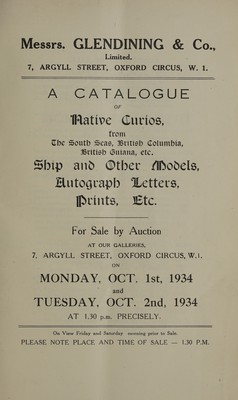 Messrs. GLENDINING & Co.,
Limited,
7, ARGYLL STREET, OXFORD CIRCUS, W. 1.
A CATALOGUE
OF
Native Curios,
from
The South Seas, British Columbia,
British Guiana, etc.
Ship and Other Models,
Autograph Letters,
Prints, Etc.
For Sale by Auction
AT OUR GALLERIES,
7, ARGYLL STREET, OXFORD CIRCUS, W.1.
ON
MONDAY, OCT. 1st, 1934
and
TUESDAY, OCT. 2nd, 1934
AT 1.30 p.m. PRECISELY.
On View Friday and Saturday morning prior to Sale.
PLEASE NOTE PLACE AND TIME OF SALE — 1.30 P.M.